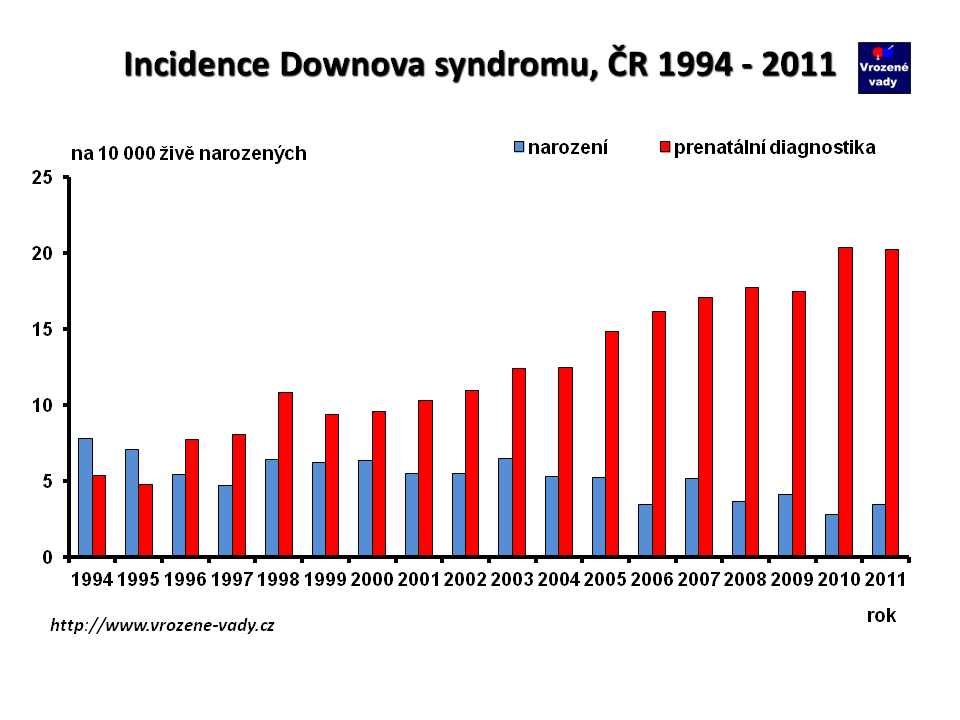 Incidence Downova syndromu, ČR 1994 - 2011
Vrozené
vady
na 10 000 živě narozených
narození
prenatální diagnostika
25
20
15
10
5
0
1994 1995 1996 1997 1998 1999 2000 2001 2002 2003 2004 2005 2006 2007 2008 2009 2010 2011
rok
http://www.vrozene-vady.cz